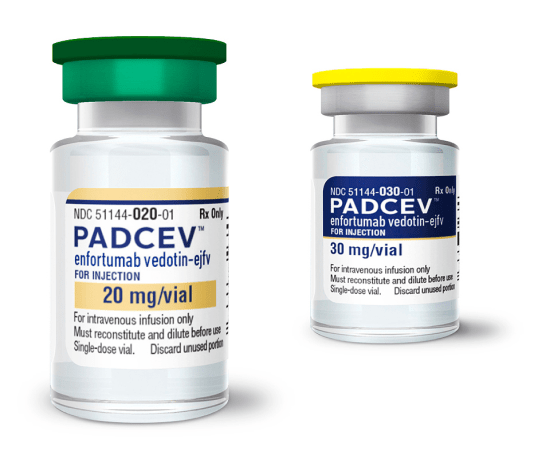 NDC 51144-020-01 Rx Only
PADCEV™
enfortumab vedotin-ejfv
FOR INJECTION
20 mg/vial
For intravenous infusion only
Must reconstitute and dilute before use
Single-dose vial. Discard unused portion
NDC 51144-030-01 Rx Only
PADCEV™
enfortumab vedotin-ejfv
FOR INJECTION
30 mg/vial
For intravenous infusion only
Must reconstitute and dilute before use
Single-dose vial. Discard unused portion